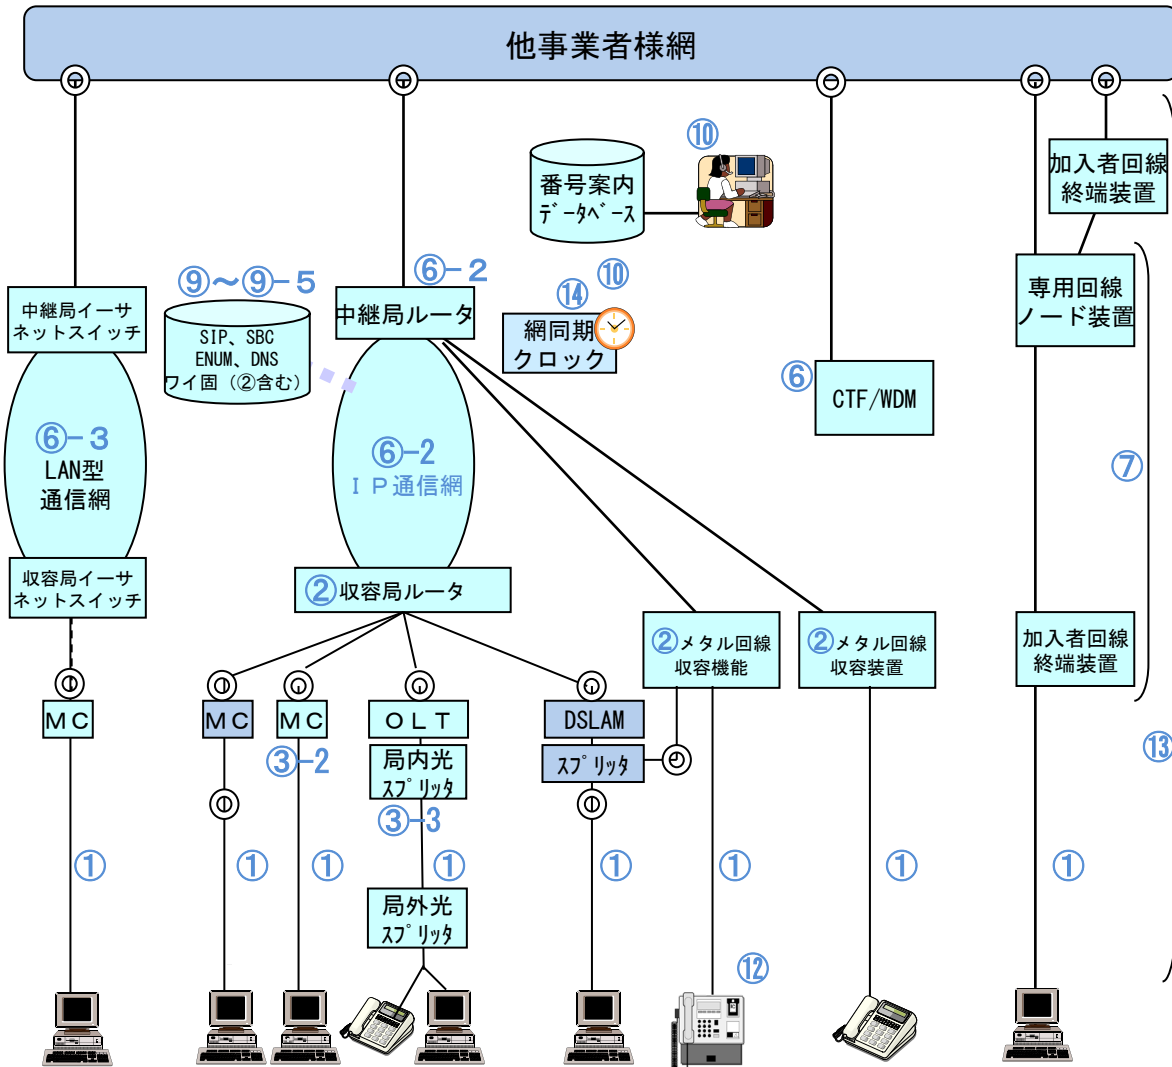 他事業者様網
⑩
加入者回線
終端装置
番号案内
データベース
⑨～⑨-5
⑥-2
⑩
⑭
中継局イーサ
ネットスイッチ
SIP、SBC
ENUM、DNS
ワイ固（②含む）
中継局ルータ
網同期
クロック
専用回線
ノード装置
⑥
CTF/WDM
⑥-3
LAN型
通信網
⑥-2
ＩＰ通信網
⑦
収容局イーサ
ネットスイッチ
②収容局ルータ
②メタル回線
収容機能
②メタル回線
収容装置
加入者回線
終端装置
ＭＣ
ＭＣ
ＭＣ
ＯＬＴ
DSLAM
⑬
③-2
局内光
スプリッタ
スプリッタ
③-3
①
①
①
①
①
①
①
①
局外光
スプリッタ
⑫